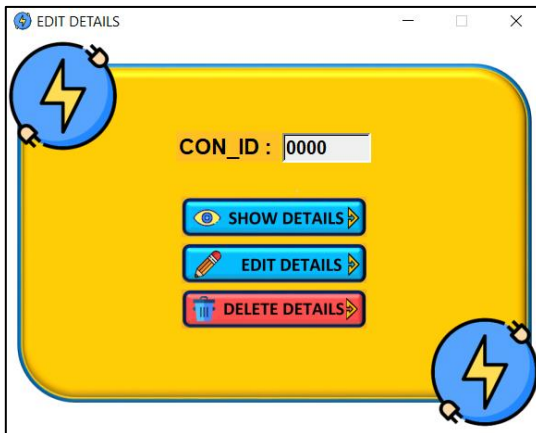 EDIT DETAILS
CON_ID : 0000
SHOW DETAILS
EDIT DETAILS
DELETE DETAILS